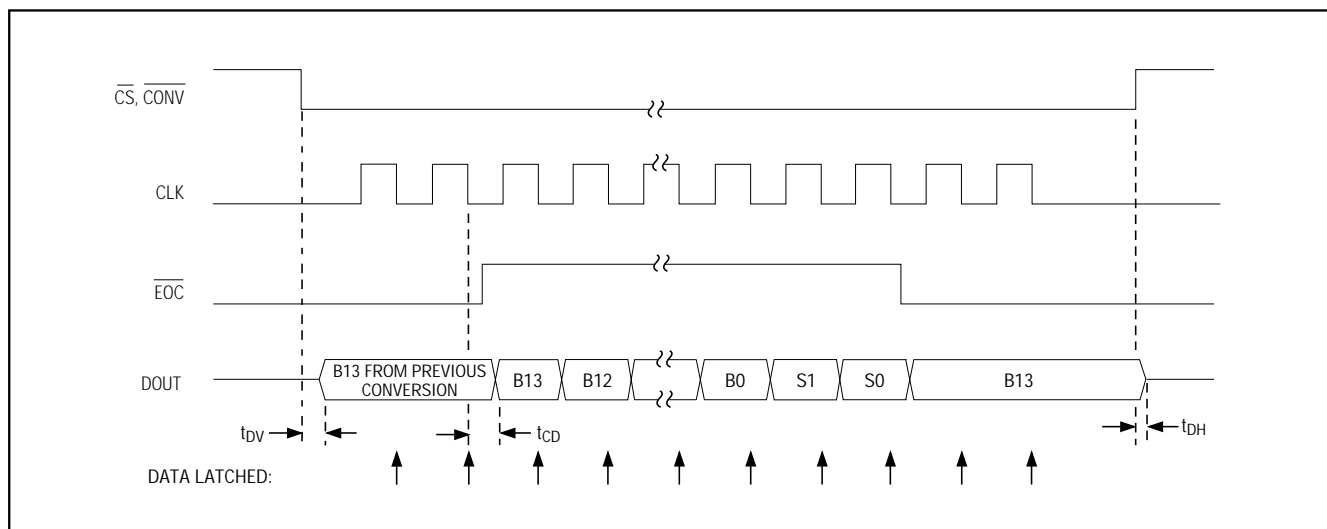 CS, CONV
CLK
EOC
DOUT
B13 FROM PREVIOUS
CONVERSION
B13
B12
B0
S1
S0
B13
tDV
tCD
tDH
DATA LATCHED: